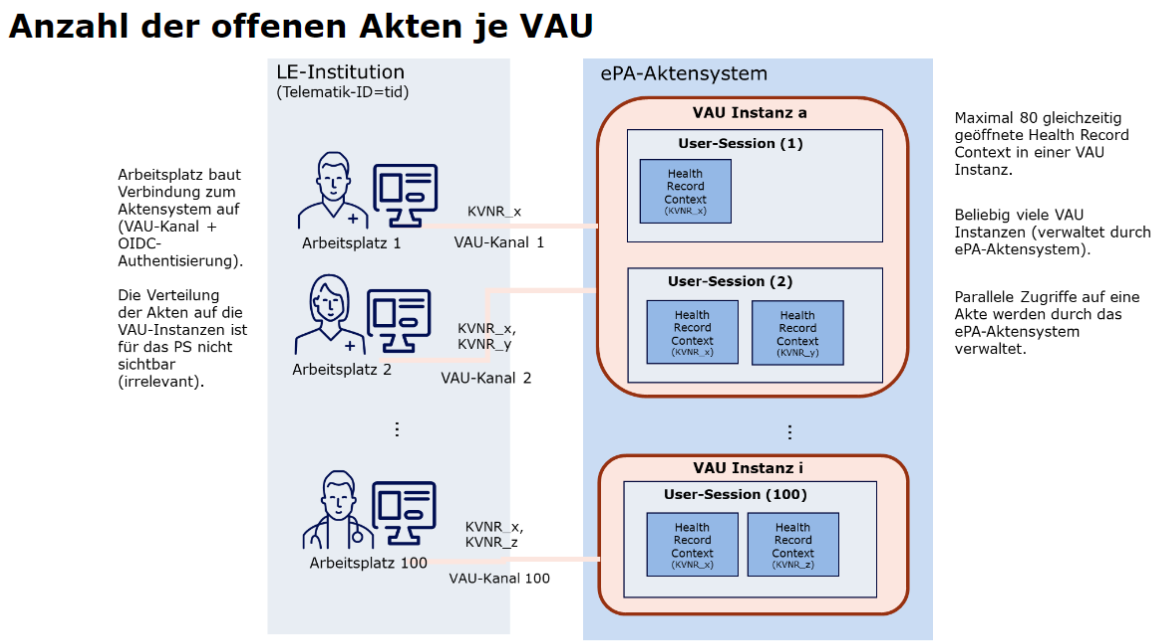 Anzahl der offenen Akten je VAU
LE-Institution
(Telematik-ID=tid)
ePA-Aktensystem
Arbeitsplatz baut
Verbindung zum
Aktensystem auf
(VAU-Kanal +
OIDC-
Authentisierung).
Die Verteilung
der Akten auf die
VAU-Instanzen ist
für das PS nicht
sichtbar
(irrelevant).
Arbeitsplatz 1
KVNR_x
VAU-Kanal 1
Arbeitsplatz 2
KVNR_x,
KVNR_y
VAU-Kanal 2
⋮
Arbeitsplatz 100
KVNR_x,
KVNR_z
VAU-Kanal 100
VAU Instanz a
User-Session (1)
Health
Record
Context
(KVNR_x)
User-Session (2)
Health
Record
Context
(KVNR_x)
Health
Record
Context
(KVNR_y)
⋮
VAU Instanz i
User-Session (100)
Health
Record
Context
(KVNR_x)
Health
Record
Context
(KVNR_z)
Maximal 80 gleichzeitig
geöffnete Health Record
Context in einer VAU
Instanz.
Beliebig viele VAU
Instanzen (verwaltet durch
ePA-Aktensystem).
Parallele Zugriffe auf eine
Akte werden durch das
ePA-Aktensystem
verwaltet.